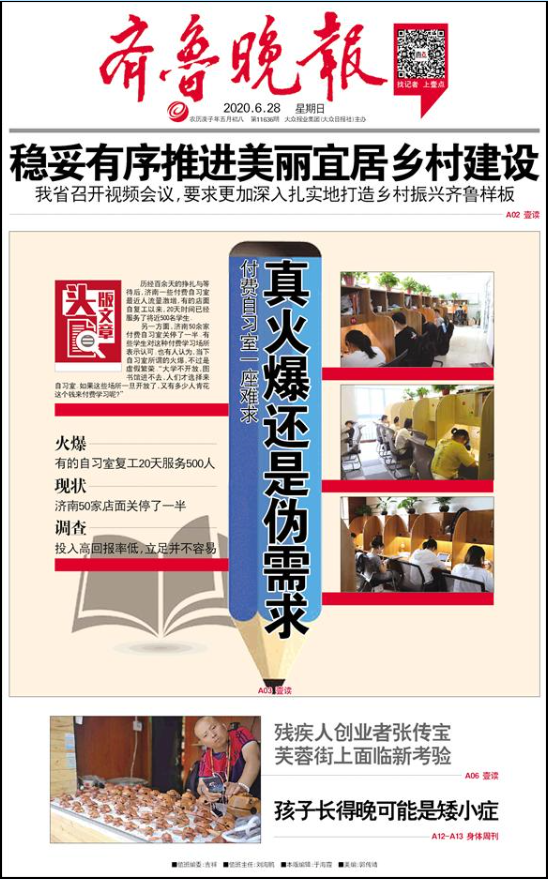 齐鲁晚报
找记者 上壹点
2020.6.28 星期日
农历庚子年五月初八 第11636期 大众报业集团(大众日报社)主办
稳妥有序推进美丽宜居乡村建设
我省召开视频会议,要求更加深入扎实地打造乡村振兴齐鲁样板
A02 壹读
头版文章
历经百余天的挣扎与等
待后,济南一些付费自习室
最近人流激增,有的店面
自复工以来,20天时间已经
服务了将近500名学生。
另一方面,济南50余家
付费自习室关停了一半,有
些学生对这种付费学习场所
表示认可,也有人认为,当下
自习室所谓的火爆,不过是
虚假繁荣,“大学不开放,图
书馆进不去,人们才选择来
自习室,如果这些场所一旦开放了,又有多少人肯花
这个钱来付费学习呢?”
付费自习室一座难求
真火爆还是伪需求
火爆
有的自习室复工20天服务500人
现状
济南50家店面关停了一半
调查
投入高回报率低,立足并不容易
A03 壹读
残疾人创业者张传宝
芙蓉街上面临新考验
A06 壹读
孩子长得晚可能是矮小症
A12-A13 身体周刊
■值班编委:吉祥 ■值班主任:刘海鹏 ■本版编辑:于海霞 ■美编:郭传靖